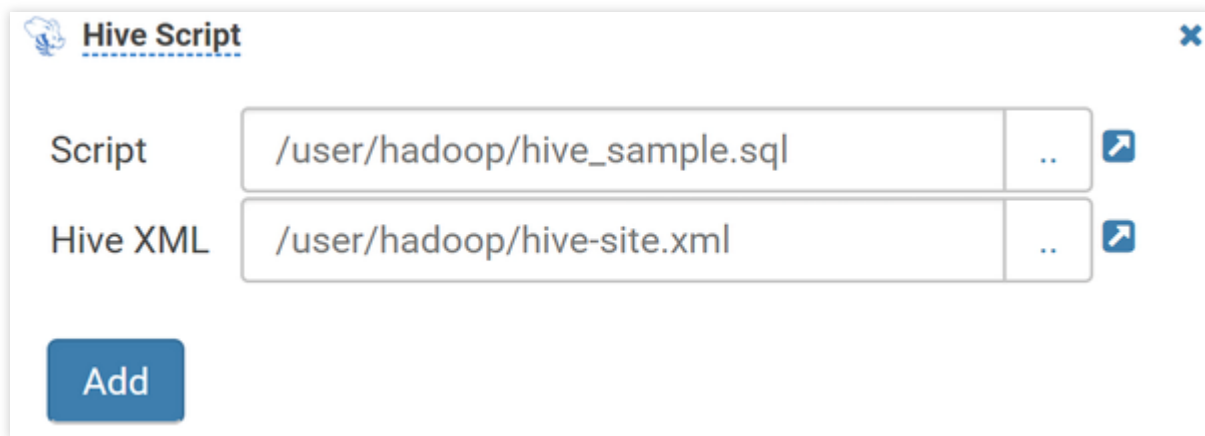 Hive Script
Script /user/hadoop/hive_sample.sql ..
Hive XML /user/hadoop/hive-site.xml ..
Add